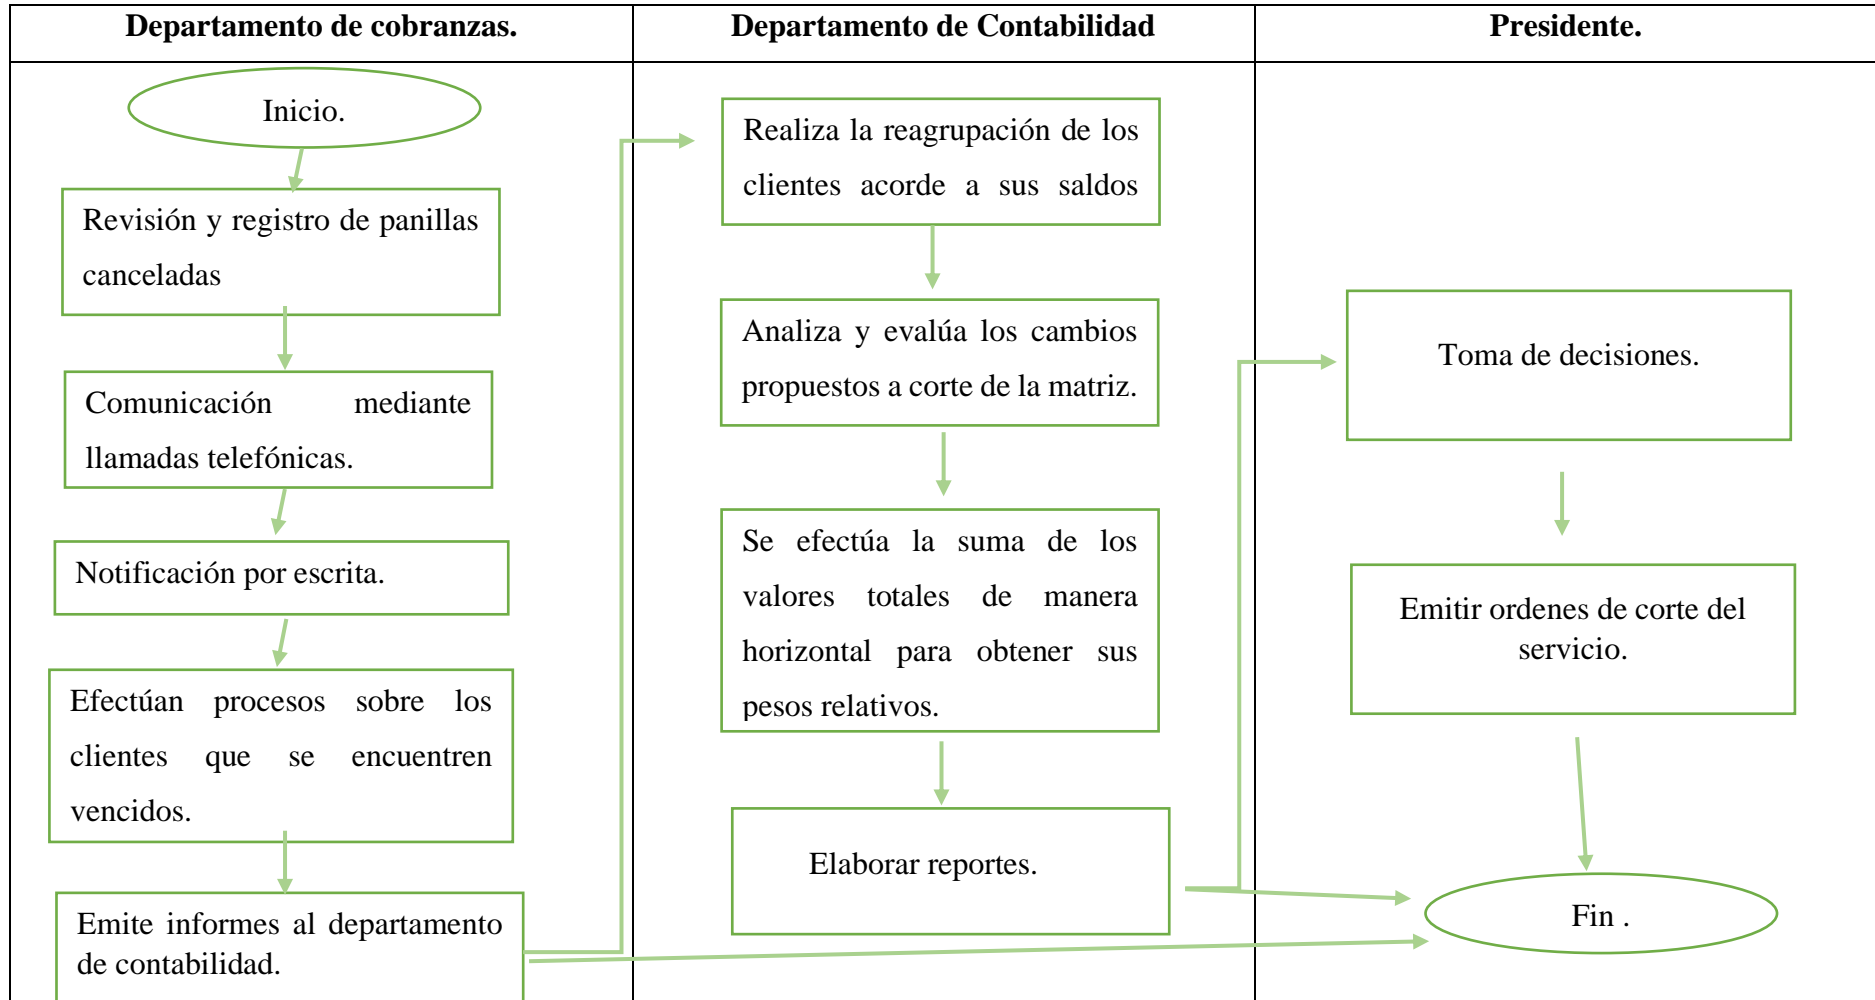 Departamento de cobranzas.
Departamento de Contabilidad
Presidente.
Inicio.
Revisión y registro de panillas
canceladas
Comunicación mediante
llamadas telefónicas.
Notificación por escrita.
Efectúan procesos sobre los
clientes que se encuentren
vencidos.
Emite informes al departamento
de contabilidad.
Realiza la reagrupación de los
clientes acorde a sus saldos
Analiza y evalúa los cambios
propuestos a corte de la matriz.
Se efectúa la suma de los
valores totales de manera
horizontal para obtener sus
pesos relativos.
Elaborar reportes.
Toma de decisiones.
Emitir ordenes de corte del
servicio.
Fin .